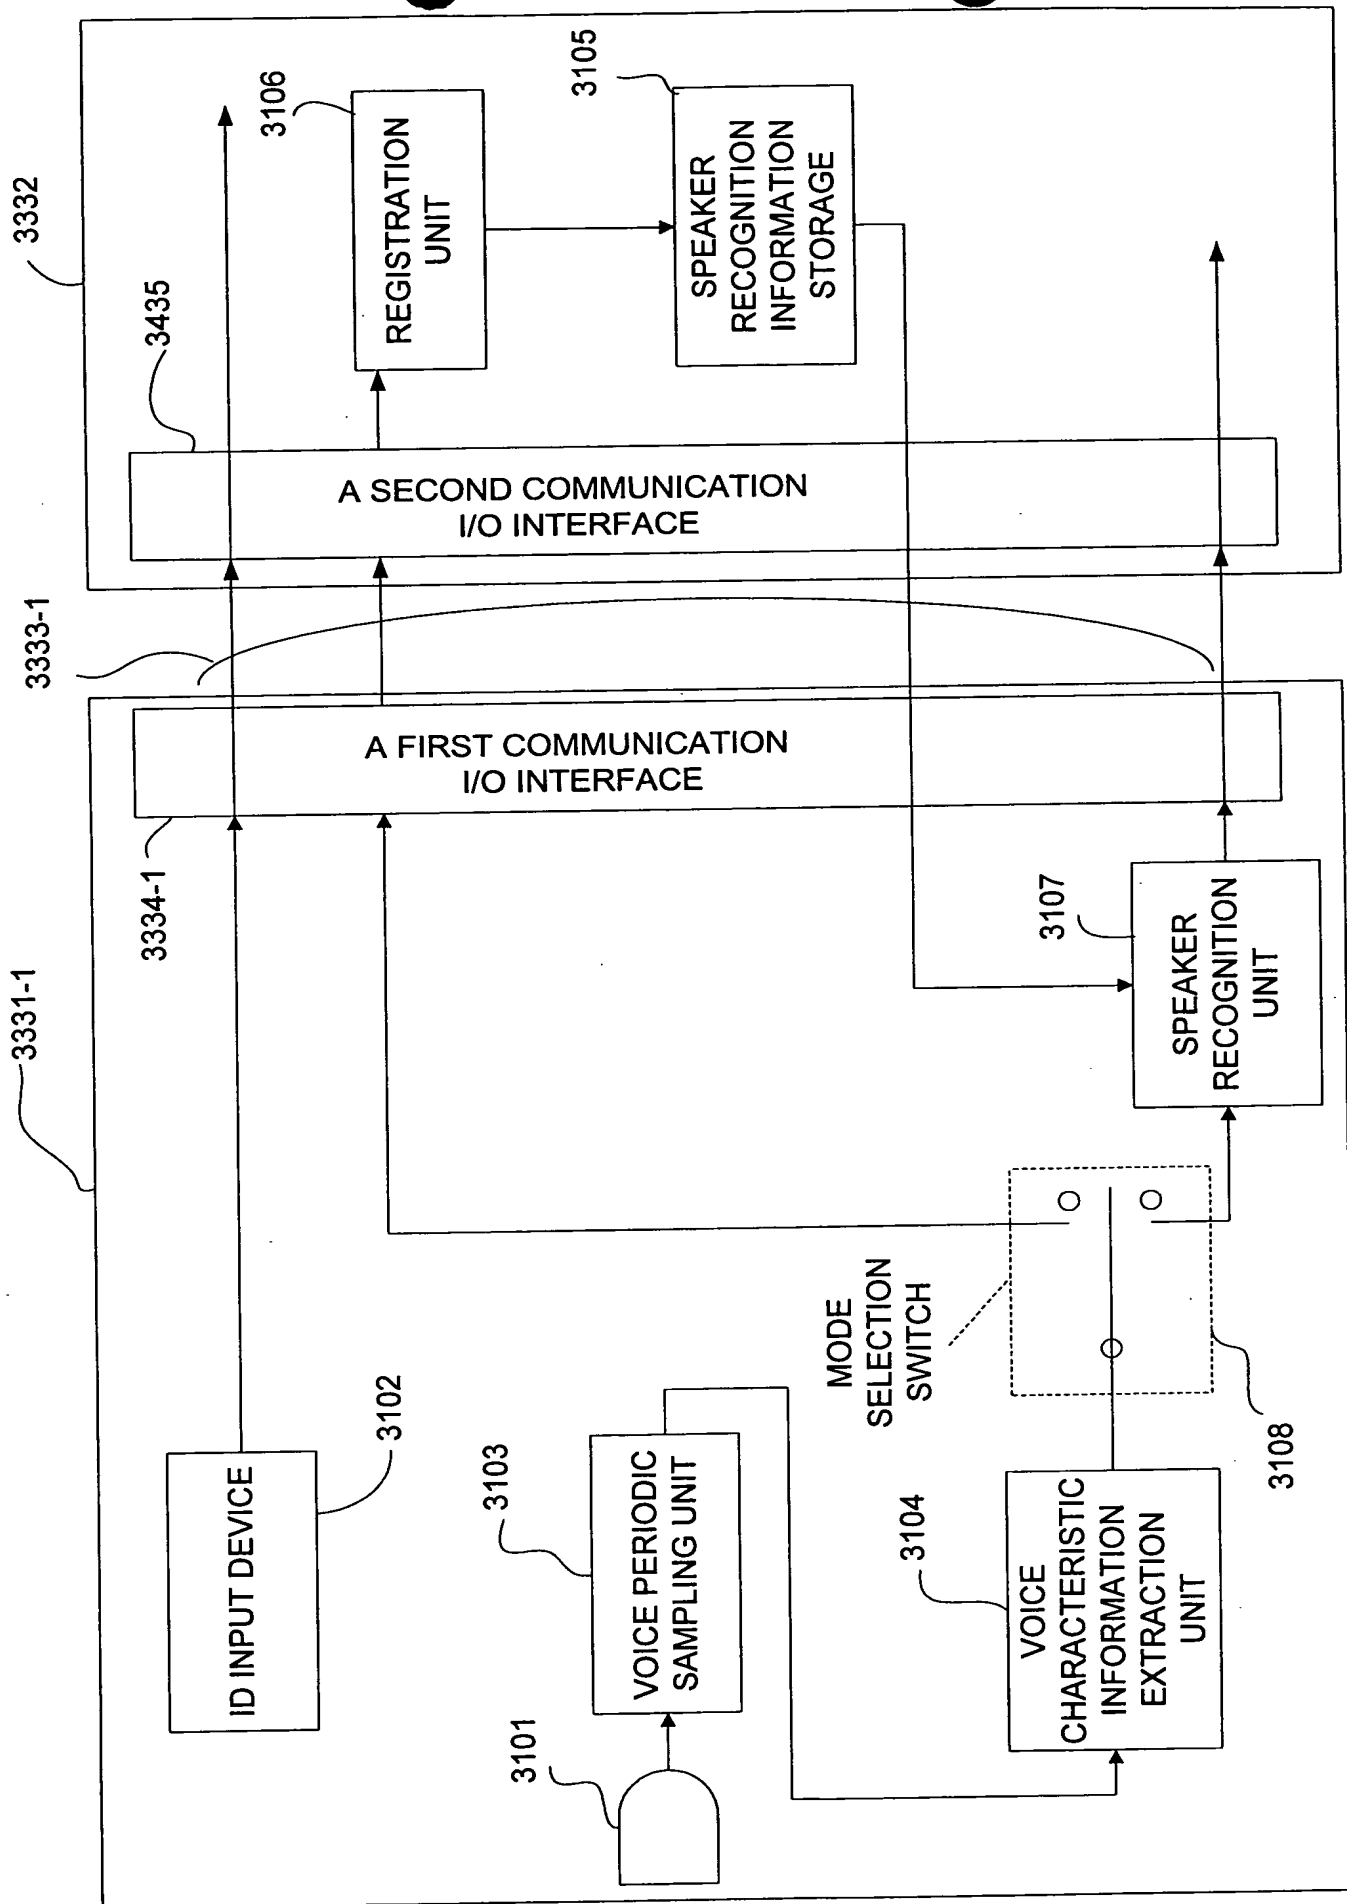 3331-1
3332
3333-1
3334-1
3435
ID INPUT DEVICE
3102
A FIRST COMMUNICATION
I/O INTERFACE
A SECOND COMMUNICATION
I/O INTERFACE
3106
REGISTRATION
UNIT
3105
SPEAKER
RECOGNITION
INFORMATION
STORAGE
3101
3103
VOICE PERIODIC
SAMPLING UNIT
3104
VOICE
CHARACTERISTIC
INFORMATION
EXTRACTION
UNIT
MODE
SELECTION
SWITCH
3108
3107
SPEAKER
RECOGNITION
UNIT